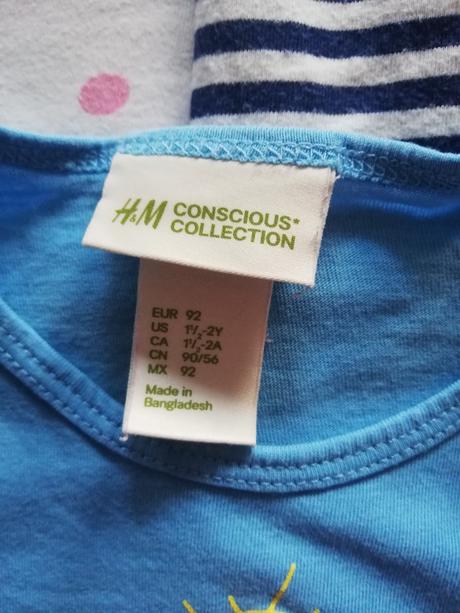 H&M CONSCIOUS*
COLLECTION
EUR 92
US 1½-2Y
CA 1½-2A
CN 90/56
MX 92
Made in
Bangladesh